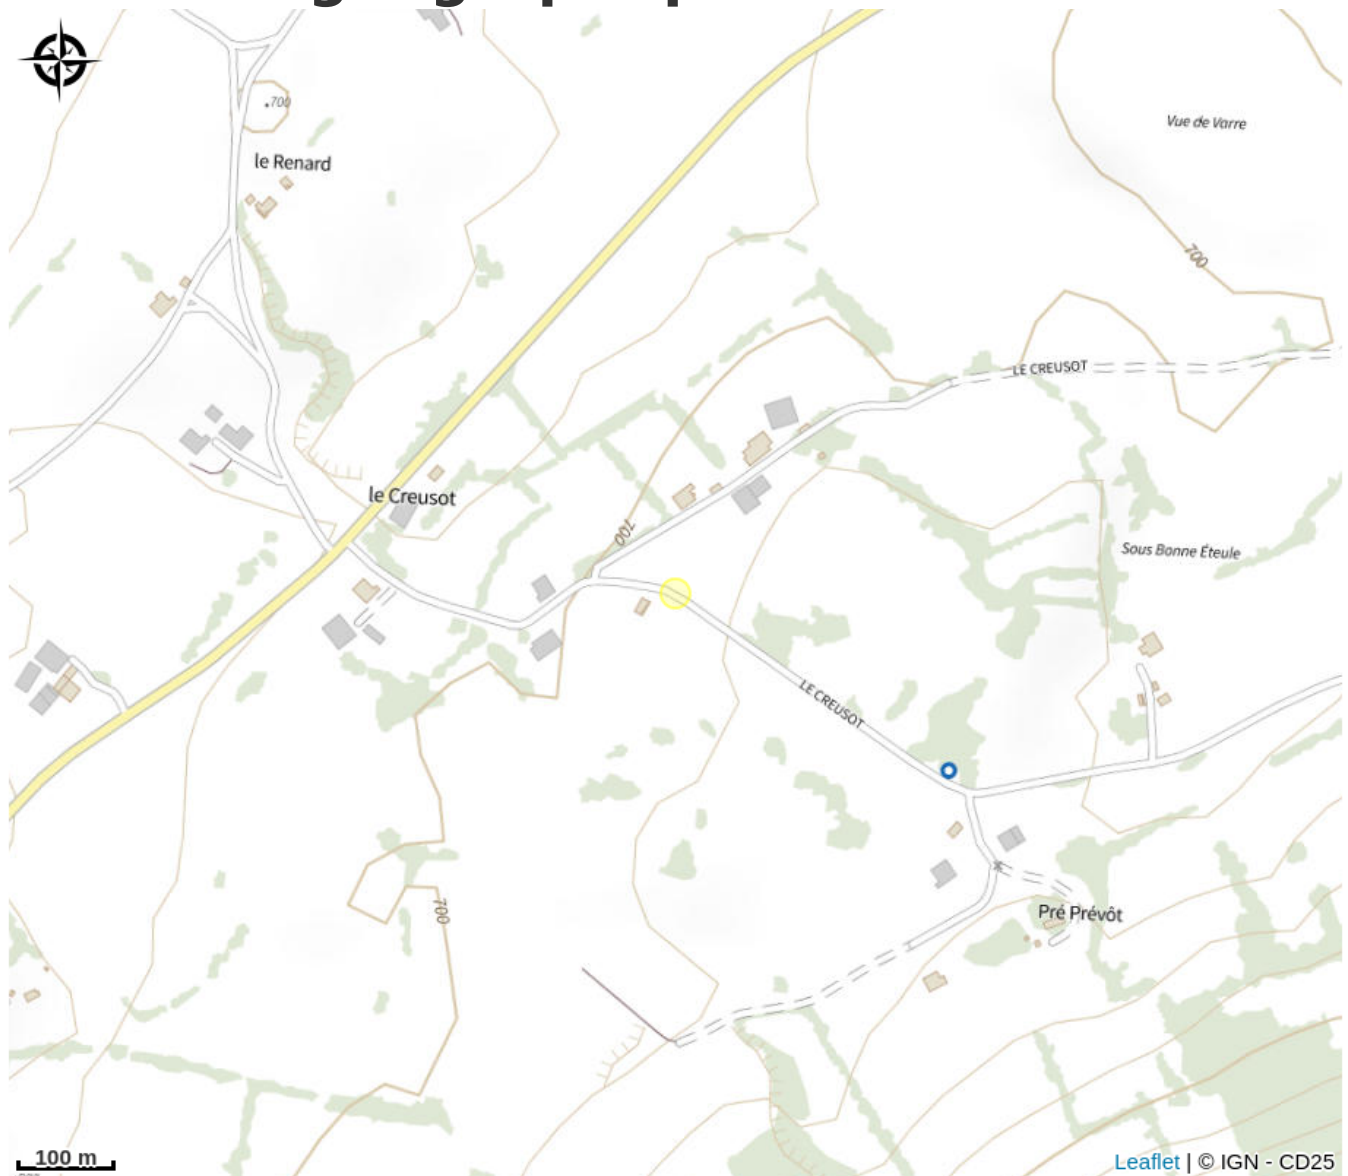 700
le Renard
Vue de Varre
700
LE CREUSOT
le Creusot
700
Sous Bonne Éteule
LE CREUSOT
700
Pré Prévôt
100 m
Leaflet | © IGN - CD25